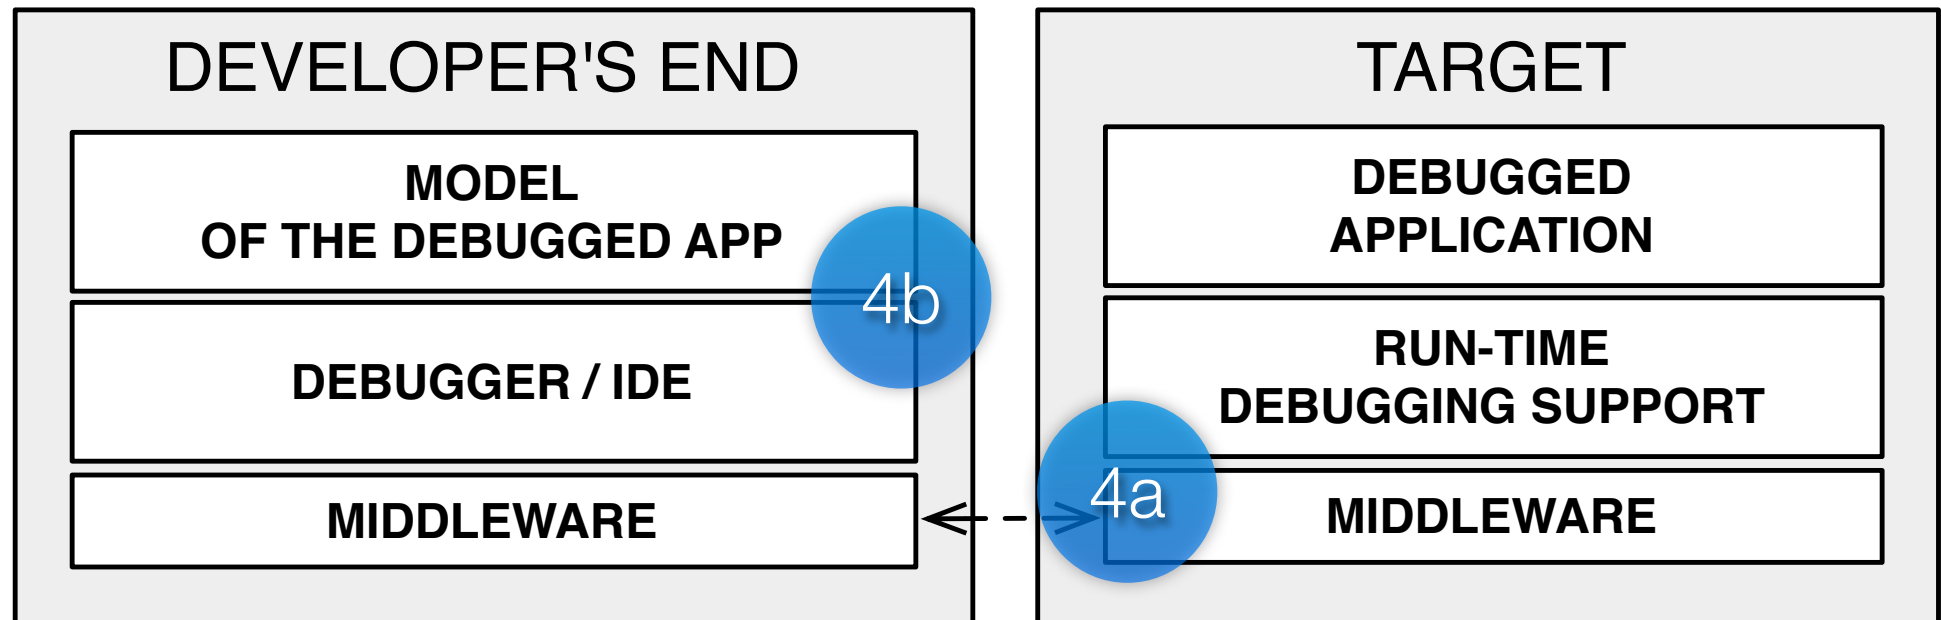 DEVELOPER'S END
MODEL
OF THE DEBUGGED APP
4b
DEBUGGER / IDE
MIDDLEWARE
TARGET
DEBUGGED
APPLICATION
RUN-TIME
DEBUGGING SUPPORT
4a
MIDDLEWARE